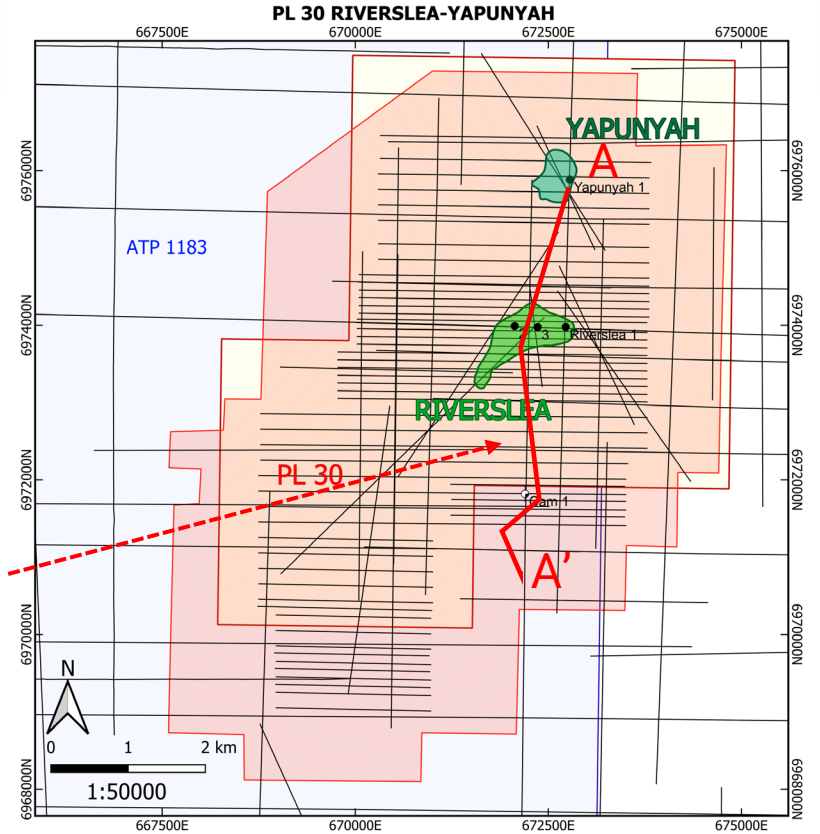 PL 30 RIVERSLEA-YAPUNYAH
667500E 670000E 672500E 675000E
YAPUNYAH
A
6976000N 6976000N
Yapunyah 1
ATP 1183
6974000N 6974000N
3 Riverslea 1
RIVERSLEA
PL 30
6972000N 6972000N
Cam 1
A'
6970000N 6970000N
N
0 1 2 km
1:50000
6968000N 6968000N
667500E 670000E 672500E 675000E